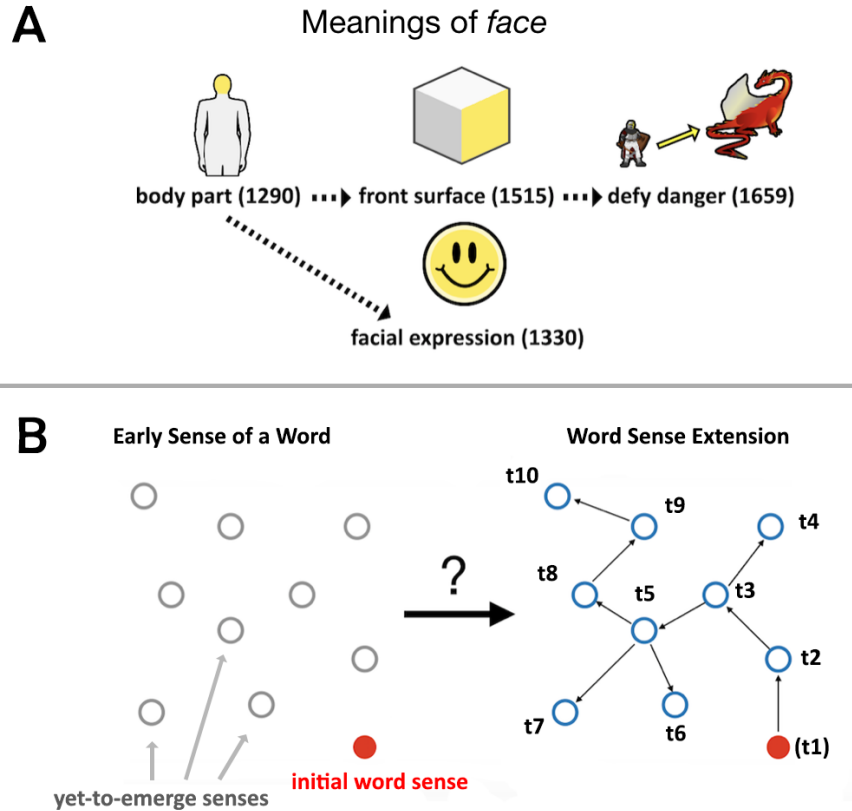 A
Meanings of face
body part (1290)
front surface (1515)
defy danger (1659)
facial expression (1330)
B
Early Sense of a Word
Word Sense Extension
?
t10
t9
t4
t8
t5
t3
t2
t7
t6
(t1)
initial word sense
yet-to-emerge senses